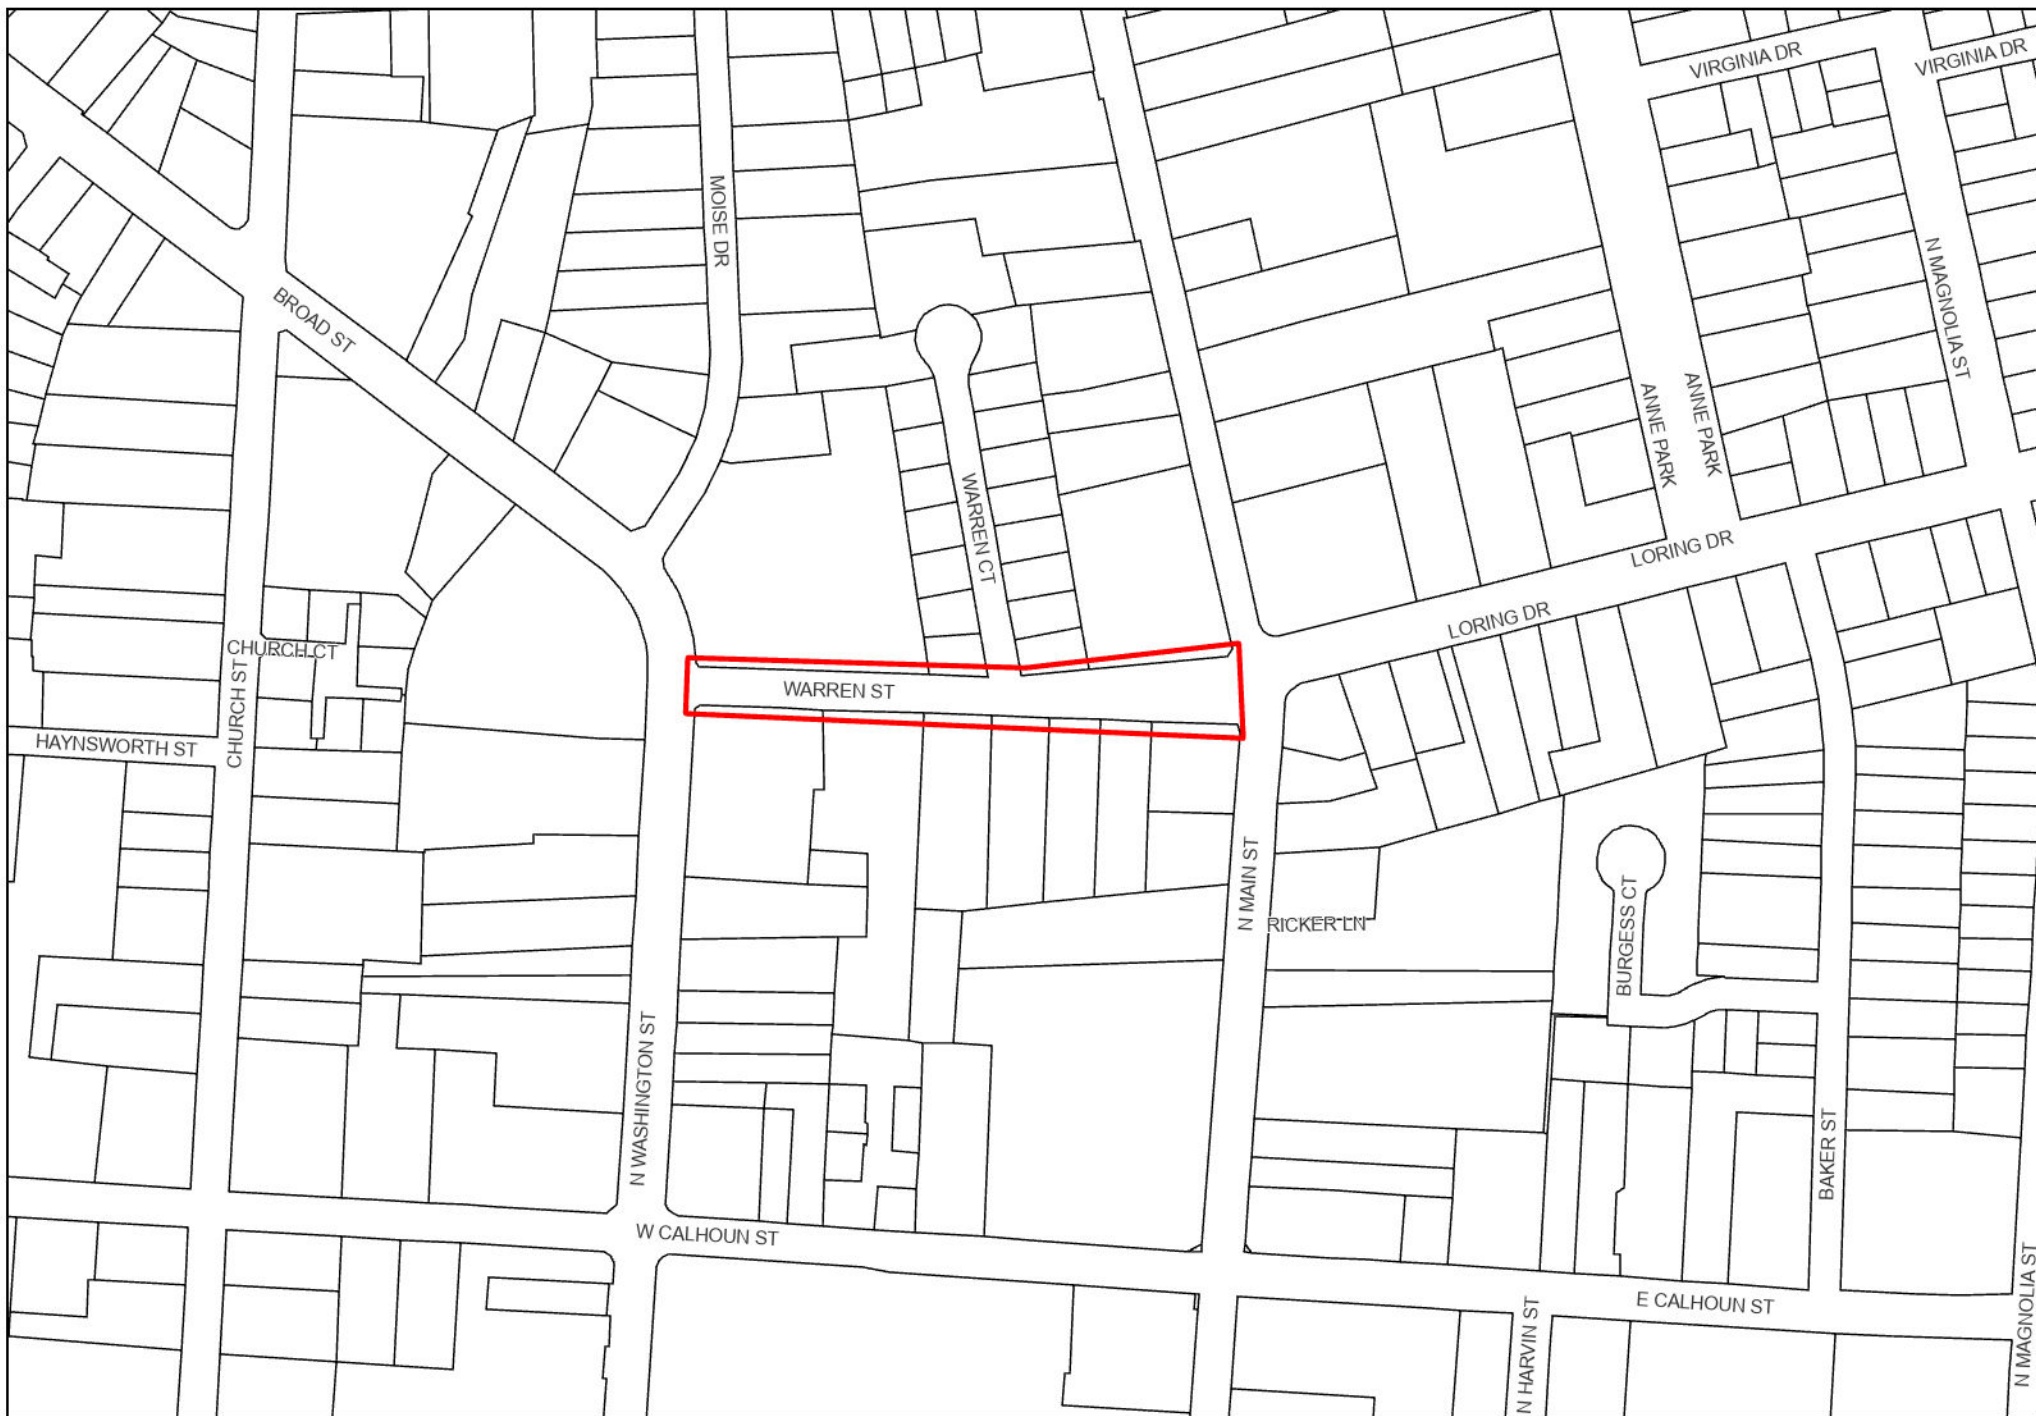 VIRGINIA DR
VIRGINIA DR
MOISE DR
N MAGNOLIA ST
BROAD ST
ANNE PARK
ANNE PARK
WARREN CT
LORING DR
LORING DR
CHURCH CT
CHURCH ST
WARREN ST
HAYNSWORTH ST
N MAIN ST
RICKER LN
BURGESS CT
N WASHINGTON ST
BAKER ST
W CALHOUN ST
E CALHOUN ST
N HARVIN ST
N MAGNOLIA ST